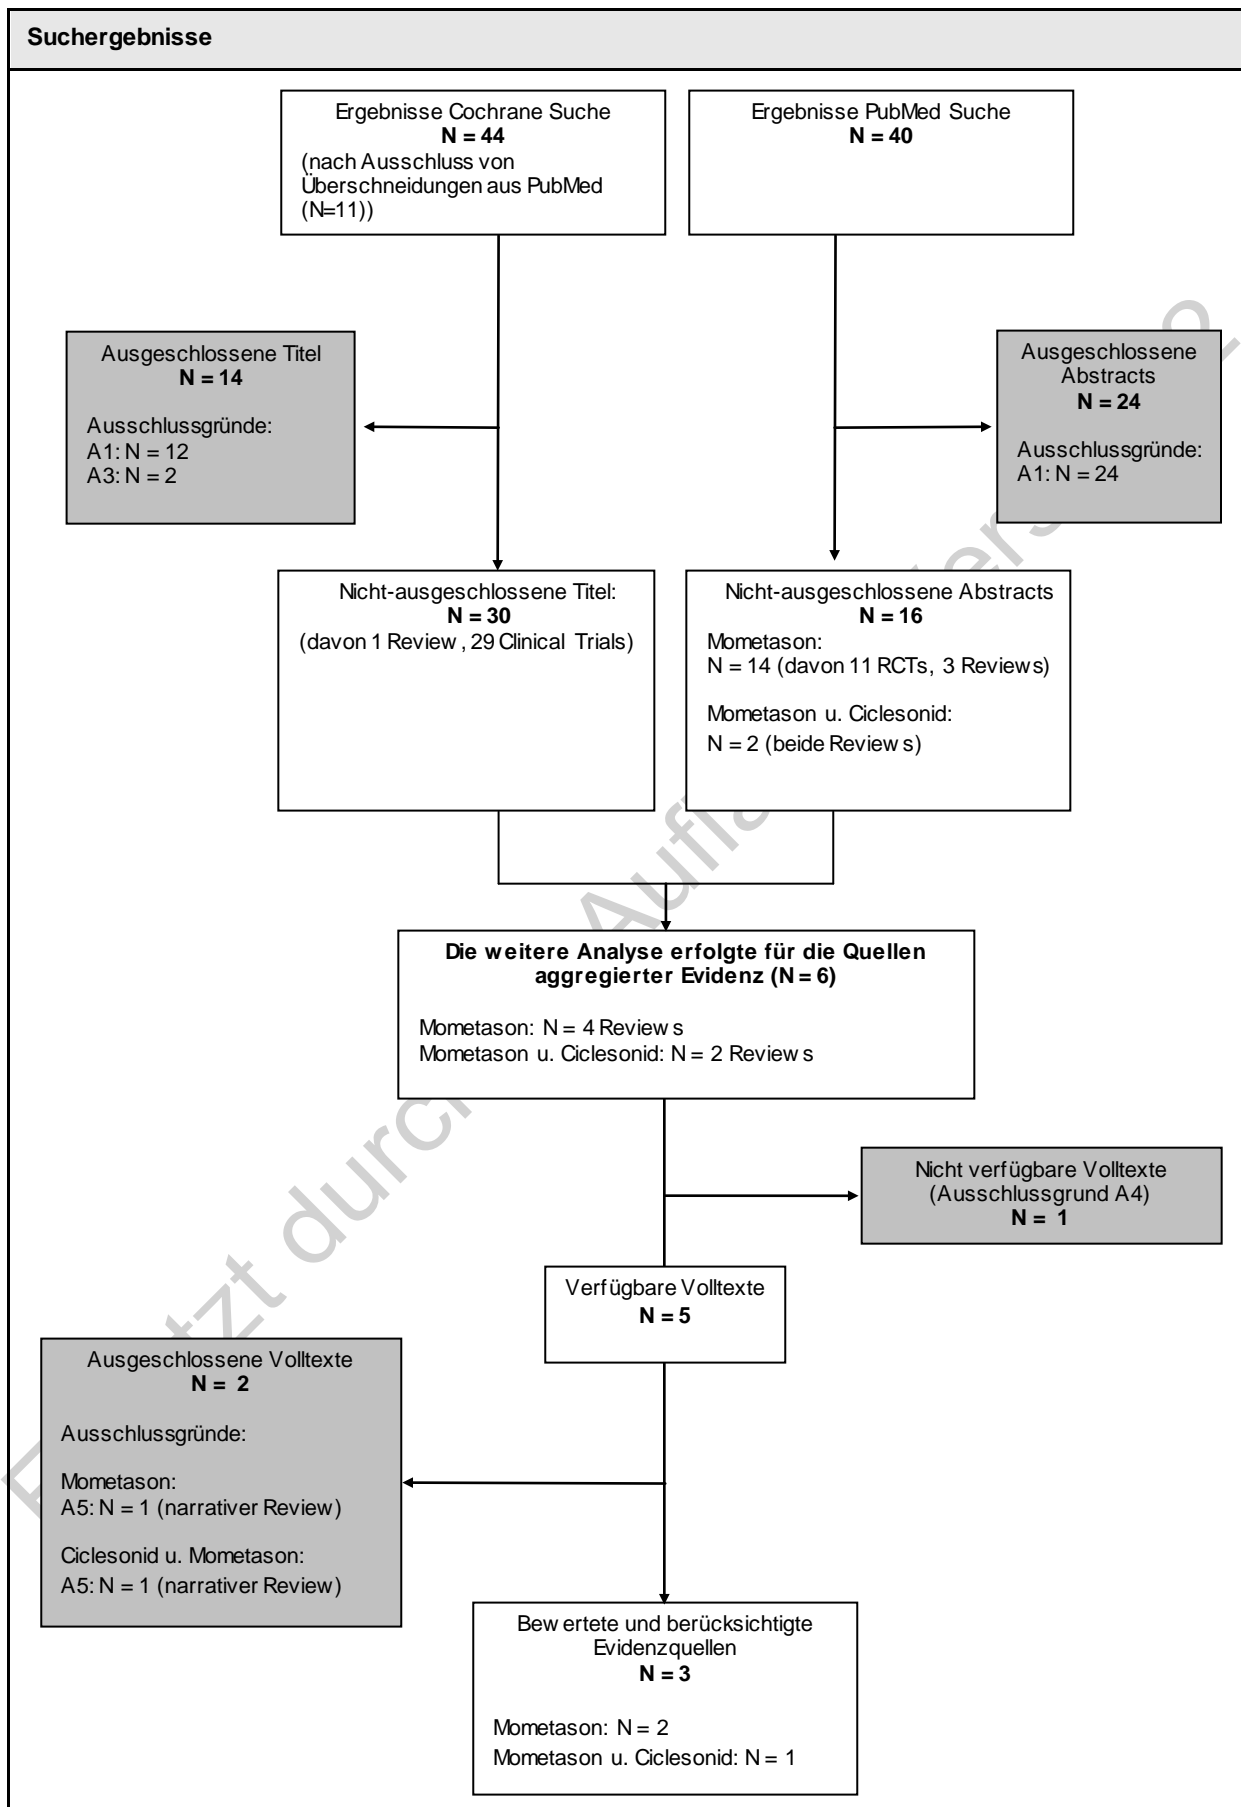 Suchergebnisse
Ergebnisse Cochrane Suche
N = 44
(nach Ausschluss von
Überschneidungen aus PubMed
(N=11))
Ergebnisse PubMed Suche
N = 40
Ausgeschlossene Titel
N = 14
Ausschlussgründe:
A1: N = 12
A3: N = 2
Ausgeschlossene
Abstracts
N = 24
Ausschlussgründe:
A1: N = 24
Nicht-ausgeschlossene Titel:
N = 30
(davon 1 Review, 29 Clinical Trials)
Nicht-ausgeschlossene Abstracts
N = 16
Mometason:
N = 14 (davon 11 RCTs, 3 Reviews)
Mometason u. Ciclesonid:
N = 2 (beide Reviews)
Die weitere Analyse erfolgte für die Quellen
aggregierter Evidenz (N = 6)
Mometason: N = 4 Reviews
Mometason u. Ciclesonid: N = 2 Reviews
Nicht verfügbare Volltexte
(Ausschlussgrund A4)
N = 1
Verfügbare Volltexte
N = 5
Ausgeschlossene Volltexte
N = 2
Ausschlussgründe:
Mometason:
A5: N = 1 (narrativer Review)
Ciclesonid u. Mometason:
A5: N = 1 (narrativer Review)
Bewertete und berücksichtigte
Evidenzquellen
N = 3
Mometason: N = 2
Mometason u. Ciclesonid: N = 1